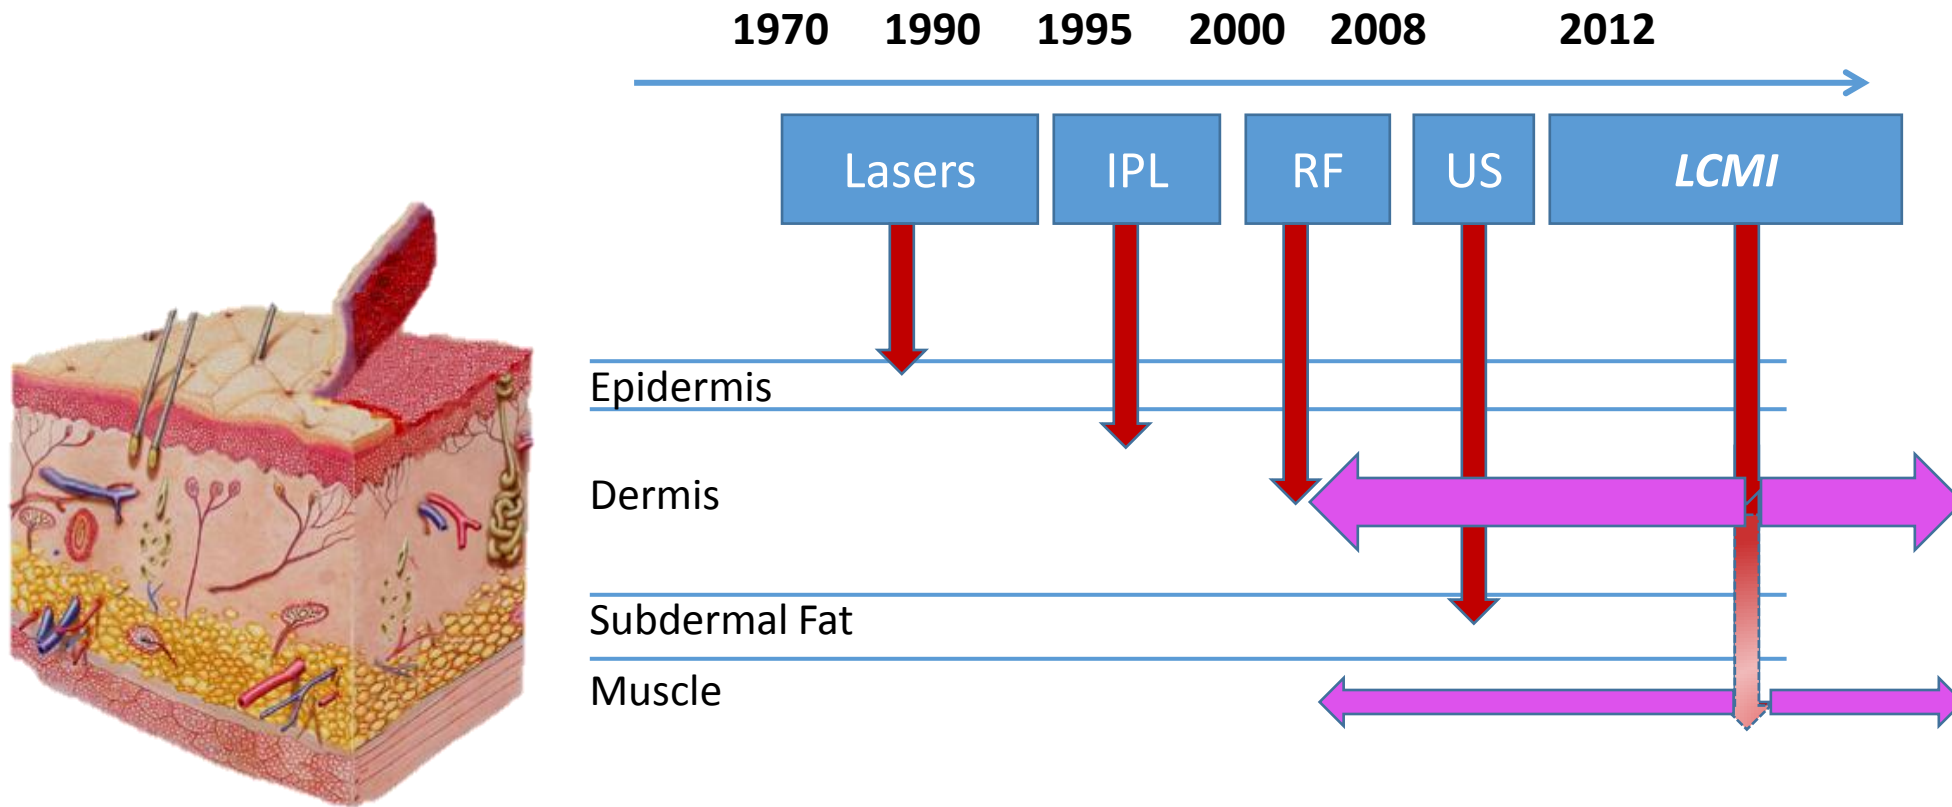 1970 1990 1995 2000 2008 2012
Lasers IPL RF US LCMI
Epidermis
Dermis
Subdermal Fat
Muscle